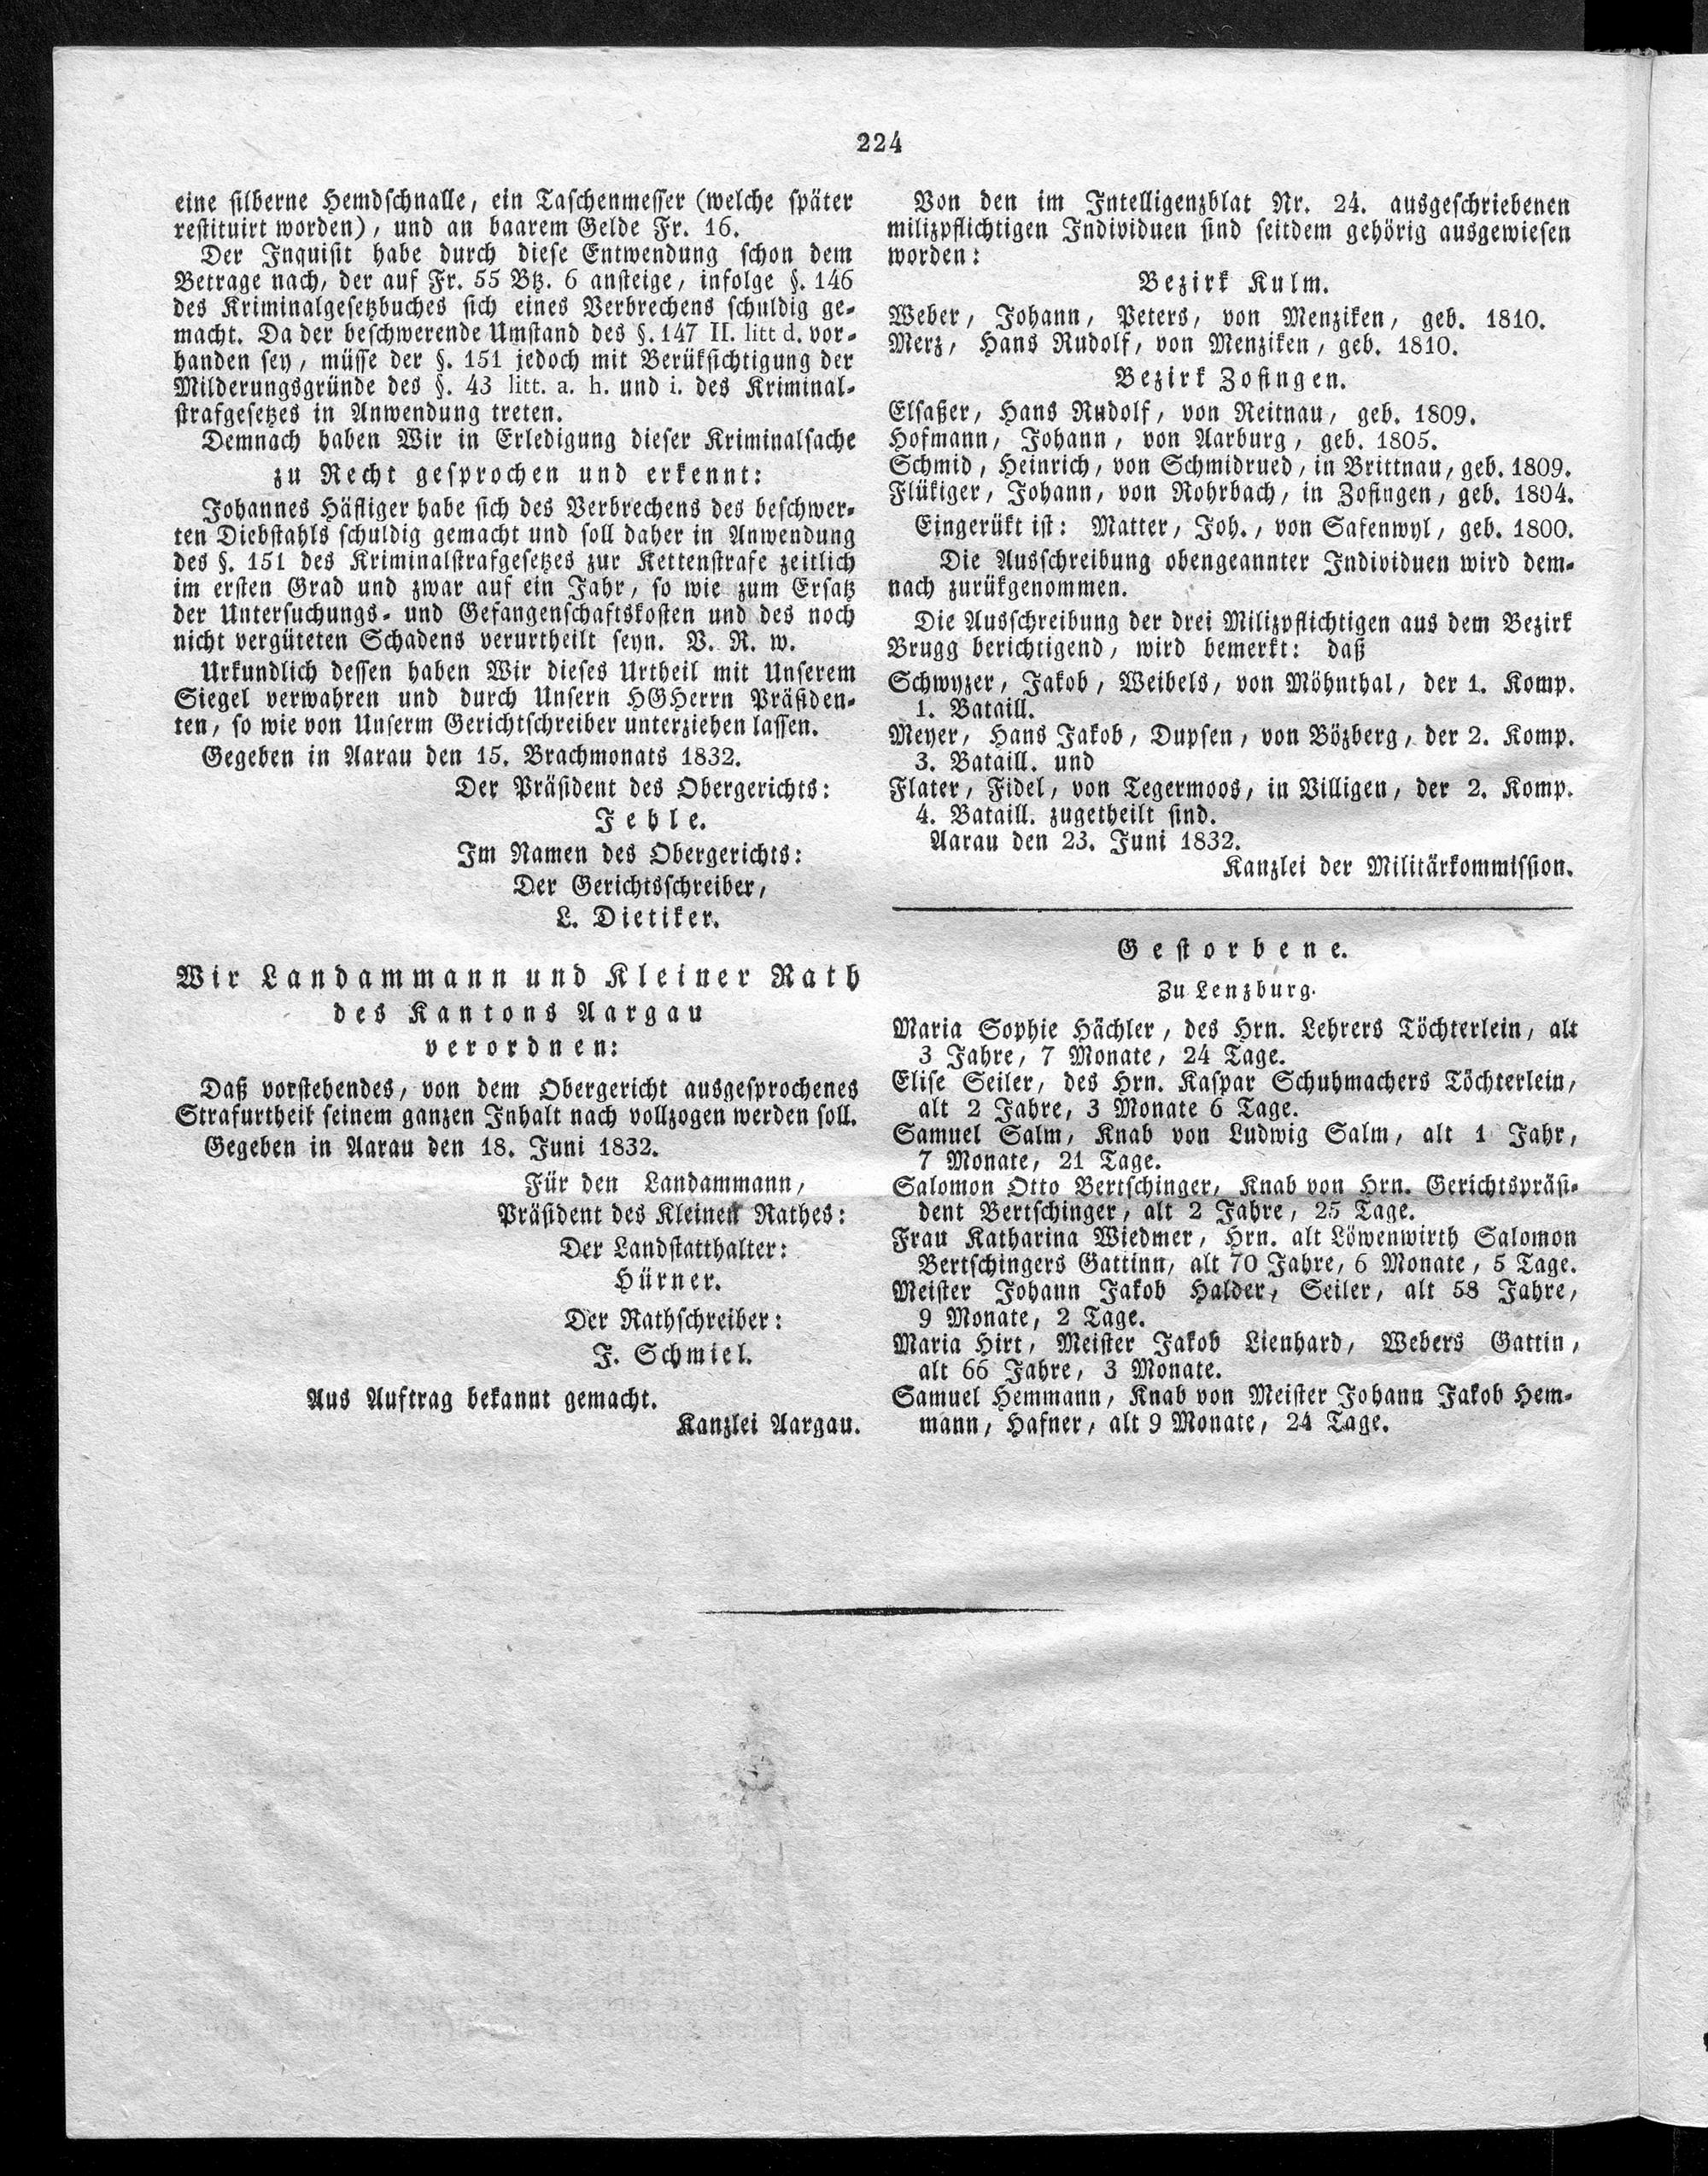 224
eine silberne Hemdschnalle, ein Taschenmesser (welche später
restituirt worden), und an baarem Gelde Fr. 16.
Der Inquisit habe durch diese Entwendung schon dem
Betrage nach, der auf Fr. 55 Btz. 6 ansteige, infolge §. 146
des Kriminalgesetzbuches sich eines Verbrechens schuldig ge-
macht. Da der beschwerende Umstand des §. 147 II. litt d. vor-
handen sey, müsse der §. 151 jedoch mit Berüksichtigung der
Milderungsgründe des §. 43 litt. a. h. und i. des Kriminal-
strafgesetzes in Anwendung treten.
Demnach haben Wir in Erledigung dieser Kriminalsache
zu Recht gesprochen und erkennt:
Johannes Häfliger habe sich des Verbrechens des beschwer-
ten Diebstahls schuldig gemacht und soll daher in Anwendung
des §. 151 des Kriminalstrafgesetzes zur Kettenstrafe zeitlich
im ersten Grad und zwar auf ein Jahr, so wie zum Ersatz
der Untersuchungs- und Gefangenschaftskosten und des noch
nicht vergüteten Schadens verurtheilt seyn. V. R. w.
Urkundlich dessen haben Wir dieses Urtheil mit Unserem
Siegel verwahren und durch Unsern HGHerrn Präsiden-
ten, so wie von Unserm Gerichtschreiber unterziehen lassen.
Gegeben in Aarau den 15. Brachmonats 1832.
Der Präsident des Obergerichts:
Jehle.
Im Namen des Obergerichts:
Der Gerichtsschreiber,
L. Dietiker.
Wir Landammann und Kleiner Rath
des Kantons Aargau
verordnen:
Daß vorstehendes, von dem Obergericht ausgesprochenes
Strafurtheil seinem ganzen Inhalt nach vollzogen werden soll.
Gegeben in Aarau den 18. Juni 1832.
Für den Landammann,
Präsident des Kleinen Rathes:
Der Landstatthalter:
Hürner.
Der Rathschreiber:
J. Schmiel.
Aus Auftrag bekannt gemacht.
Kanzlei Aargau.
Von den im Intelligenzblat Nr. 24. ausgeschriebenen
milizpflichtigen Individuen sind seitdem gehörig ausgewiesen
worden:
Bezirk Kulm.
Weber, Johann, Peters, von Menziken, geb. 1810.
Merz, Hans Rudolf, von Menziken, geb. 1810.
Bezirk Zofingen.
Elsaßer, Hans Rudolf, von Reitnau, geb. 1809.
Hofmann, Johann, von Aarburg, geb. 1805.
Schmid, Heinrich, von Schmidrued, in Brittnau, geb. 1809.
Flükiger, Johann, von Rohrbach, in Zofingen, geb. 1804.
Eingerükt ist: Matter, Joh., von Safenwyl, geb. 1800.
Die Ausschreibung obengeannter Individuen wird dem-
nach zurükgenommen.
Die Ausschreibung der drei Milizpflichtigen aus dem Bezirk
Brugg berichtigend, wird bemerkt: daß
Schwyzer, Jakob, Weibels, von Möhnthal, der 1. Komp.
1. Bataill.
Meyer, Hans Jakob, Dupsen, von Bözberg, der 2. Komp.
3. Bataill. und
Flater, Fidel, von Tegermoos, in Villigen, der 2. Komp.
4. Bataill. zugetheilt sind.
Aarau den 23. Juni 1832.
Kanzlei der Militärkommission.
Gestorbene.
Zu Lenzburg.
Maria Sophie Hächler, des Hrn. Lehrers Töchterlein, alt
3 Jahre, 7 Monate, 24 Tage.
Elise Seiler, des Hrn. Kaspar Schuhmachers Töchterlein,
alt 2 Jahre, 3 Monate 6 Tage.
Samuel Salm, Knab von Ludwig Salm, alt 1 Jahr,
7 Monate, 21 Tage.
Salomon Otto Bertschinger, Knab von Hrn. Gerichtspräsi-
dent Bertschinger, alt 2 Jahre, 25 Tage.
Frau Katharina Wiedmer, Hrn. alt Löwenwirth Salomon
Bertschingers Gattinn, alt 70 Jahre, 6 Monate, 5 Tage.
Meister Johann Jakob Halder, Seiler, alt 58 Jahre,
9 Monate, 2 Tage.
Maria Hirt, Meister Jakob Lienhard, Webers Gattin,
alt 66 Jahre, 3 Monate.
Samuel Hemmann, Knab von Meister Johann Jakob Hem-
mann, Hafner, alt 9 Monate, 24 Tage.